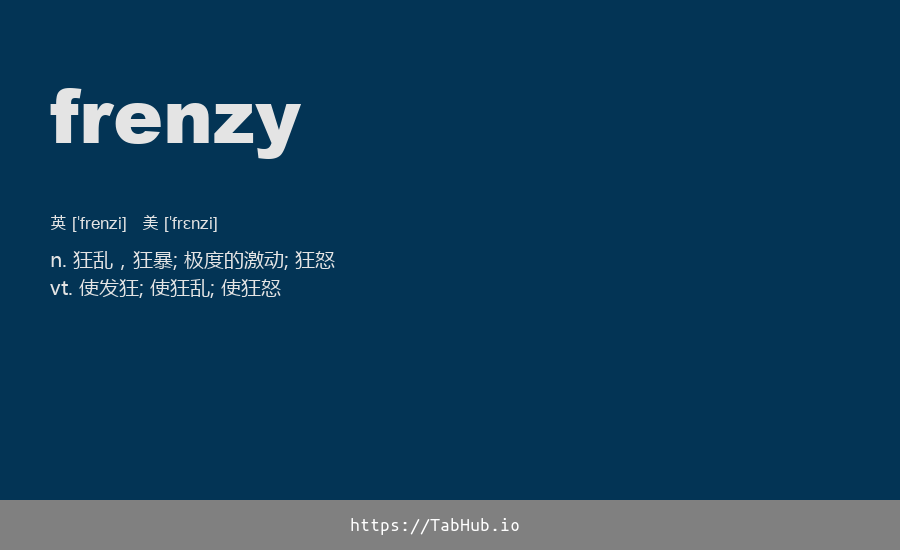 frenzy
英 ['frenzi] 美 ['frɛnzi]
n. 狂乱，狂暴; 极度的激动; 狂怒
vt. 使发狂; 使狂乱; 使狂怒
https://TabHub.io